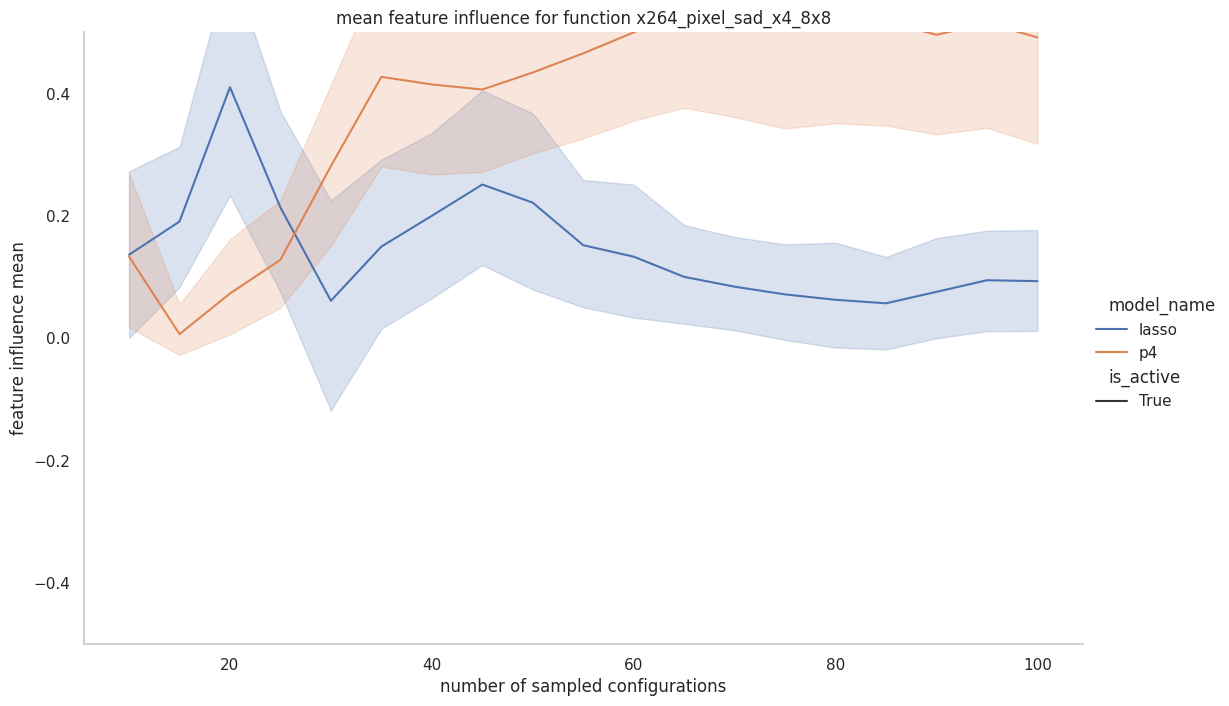 mean feature influence for function x264_pixel_sad_x4_8x8
feature influence mean
0.4
0.2
0.0
−0.2
−0.4
20
40
60
80
100
number of sampled configurations
model_name
lasso
p4
is_active
True